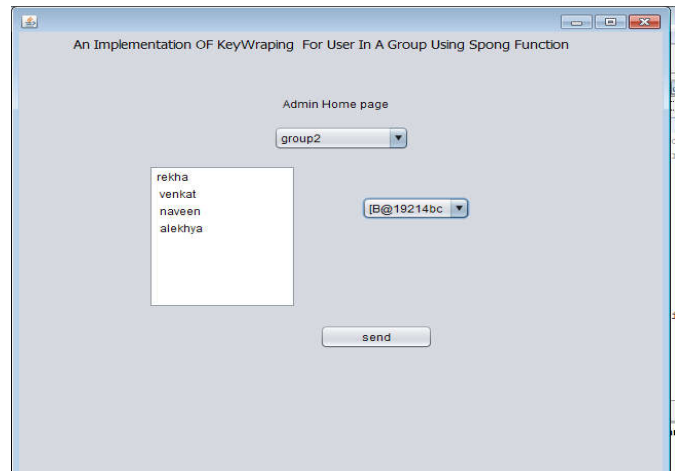 An Implementation OF KeyWraping For User In A Group Using Spong Function
Admin Home page
group2
rekha
venkat
naveen
alekhya
[B@19214bc
send